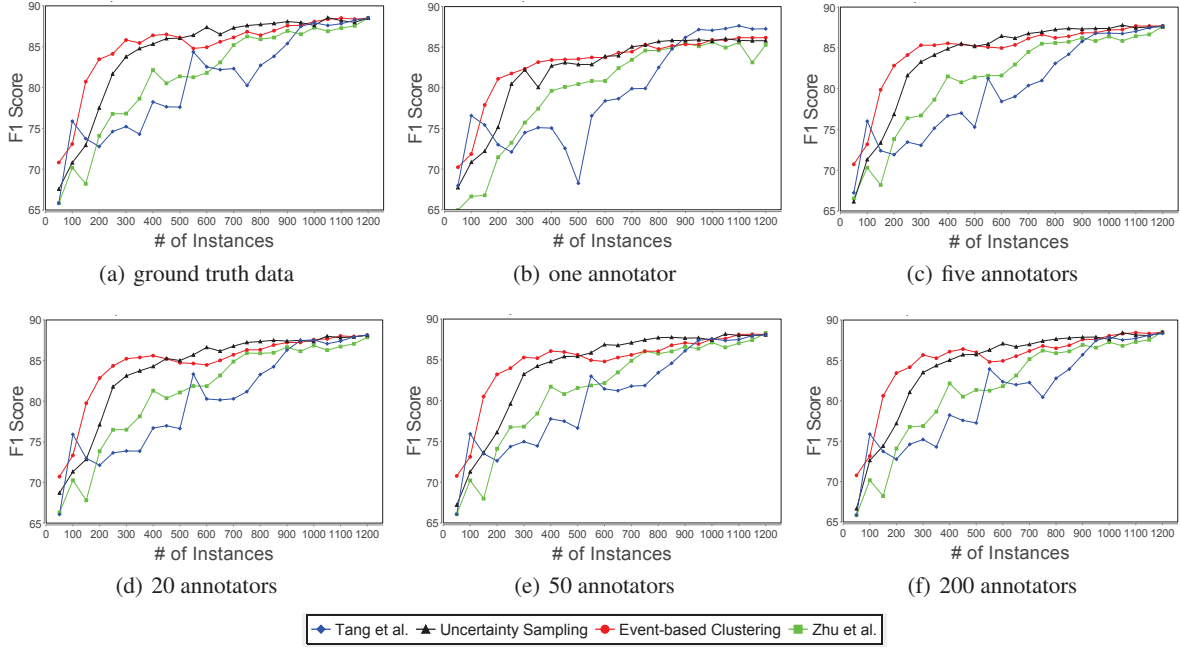 90
85
80
75
70
65
F1 Score
0 100 200 300 400 500 600 700 800 900 1000 1100 1200
# of Instances
(a) ground truth data
90
85
80
75
70
65
F1 Score
0 100 200 300 400 500 600 700 800 900 1000 1100 1200
# of Instances
(b) one annotator
90
85
80
75
70
65
F1 Score
0 100 200 300 400 500 600 700 800 900 1000 1100 1200
# of Instances
(c) five annotators
90
85
80
75
70
65
F1 Score
0 100 200 300 400 500 600 700 800 900 1000 1100 1200
# of Instances
(d) 20 annotators
90
85
80
75
70
65
F1 Score
0 100 200 300 400 500 600 700 800 900 1000 1100 1200
# of Instances
(e) 50 annotators
90
85
80
75
70
65
F1 Score
0 100 200 300 400 500 600 700 800 900 1000 1100 1200
# of Instances
(f) 200 annotators
Tang et al. Uncertainty Sampling Event-based Clustering Zhu et al.